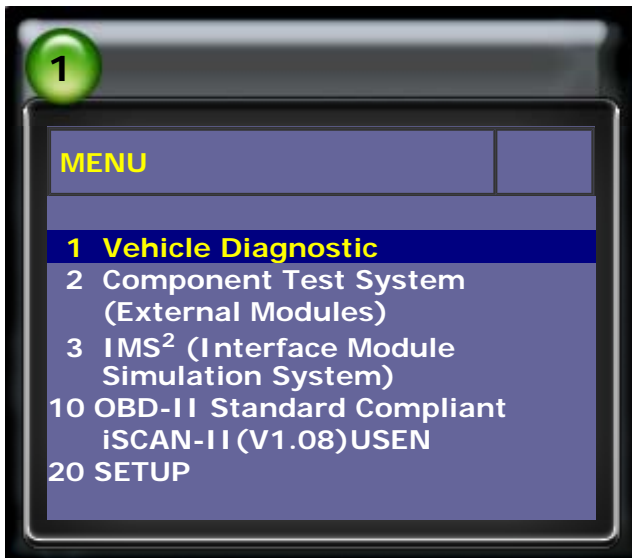 1
MENU
1 Vehicle Diagnostic
2 Component Test System
(External Modules)
3 IMS² (Interface Module
Simulation System)
10 OBD-II Standard Compliant
iSCAN-II(V1.08)USEN
20 SETUP